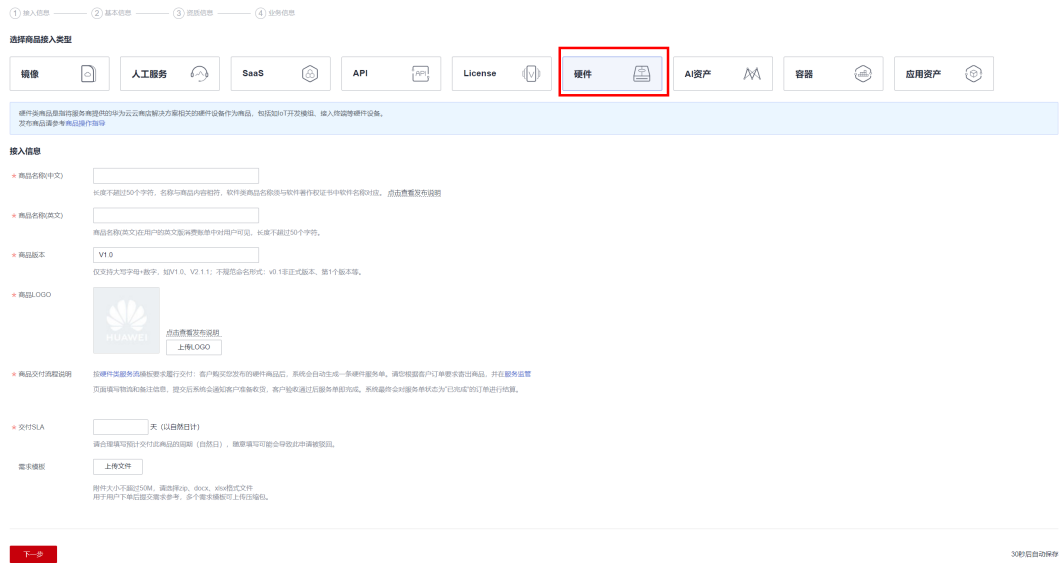 1 接入信息 2 基本信息 3 资质信息 4 业务信息
选择商品接入类型
镜像 人工服务 SaaS API License 硬件 AI资产 容器 应用资产
硬件类商品是指将服务商提供的华为云云商店解决方案相关的硬件设备作为商品，包括如IoT开发模组、接入终端等硬件设备。
发布商品请参考商品操作指导
接入信息
* 商品名称(中文)
长度不超过50个字符，名称与商品内容相符，软件类商品名称须与软件著作权证书中软件名称对应。 点击查看发布说明
* 商品名称(英文)
商品名称(英文)在用户的英文版消费账单中对用户可见，长度不超过50个字符。
* 商品版本 V1.0
仅支持大写字母+数字，如V1.0、V2.1.1；不规范命名形式：v0.1非正式版本、第1个版本等。
* 商品LOGO
HUAWEI
点击查看发布说明
上传LOGO
* 商品交付流程说明 按硬件类服务流模板要求履行交付：客户购买您发布的硬件商品后，系统会自动生成一条硬件服务单。请您根据客户订单要求寄出商品，并在服务监管
页面填写物流和备注信息，提交后系统会通知客户准备收货，客户验收通过后服务单即完成。系统最终会对服务单状态为“已完成”的订单进行结算。
* 交付SLA 天（以自然日计）
请合理填写预计交付此商品的周期（自然日），随意填写可能会导致此申请被驳回。
需求模板 上传文件
附件大小不超过50M，请选择zip、docx、xlsx格式文件
用于用户下单后提交需求参考，多个需求模板可上传压缩包。
下一步 30秒后自动保存